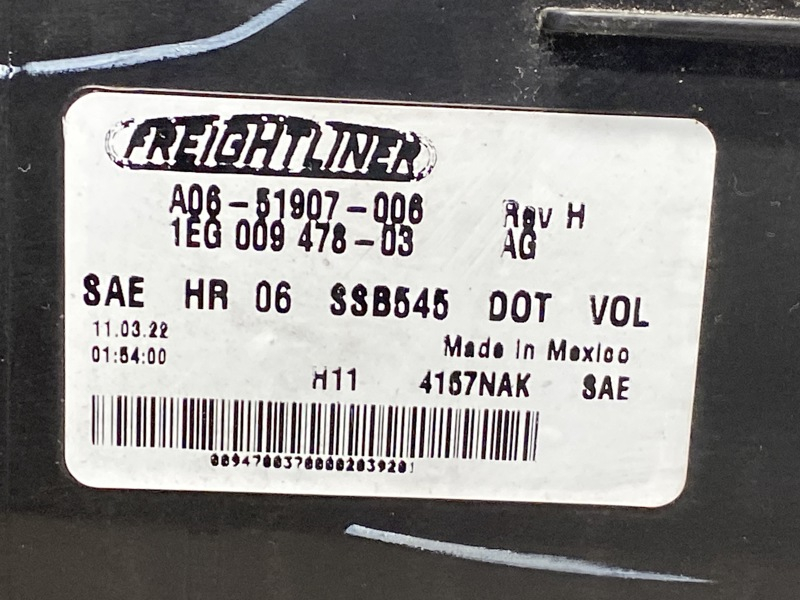 FREIGHTLINER
A06-51907-006 Rev H
1EG 009 478-03 AG
SAE HR 06 SSB545 DOT VOL
11.03.22
01:54:00 Made in Mexico
H11 4157NAK SAE